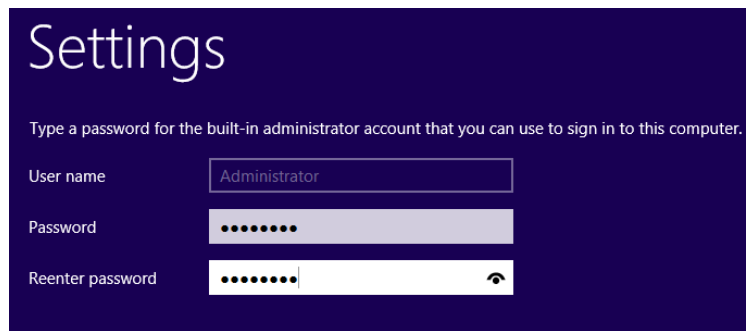 Settings
Type a password for the built-in administrator account that you can use to sign in to this computer.
User name Administrator
Password ••••••••
Reenter password ••••••••